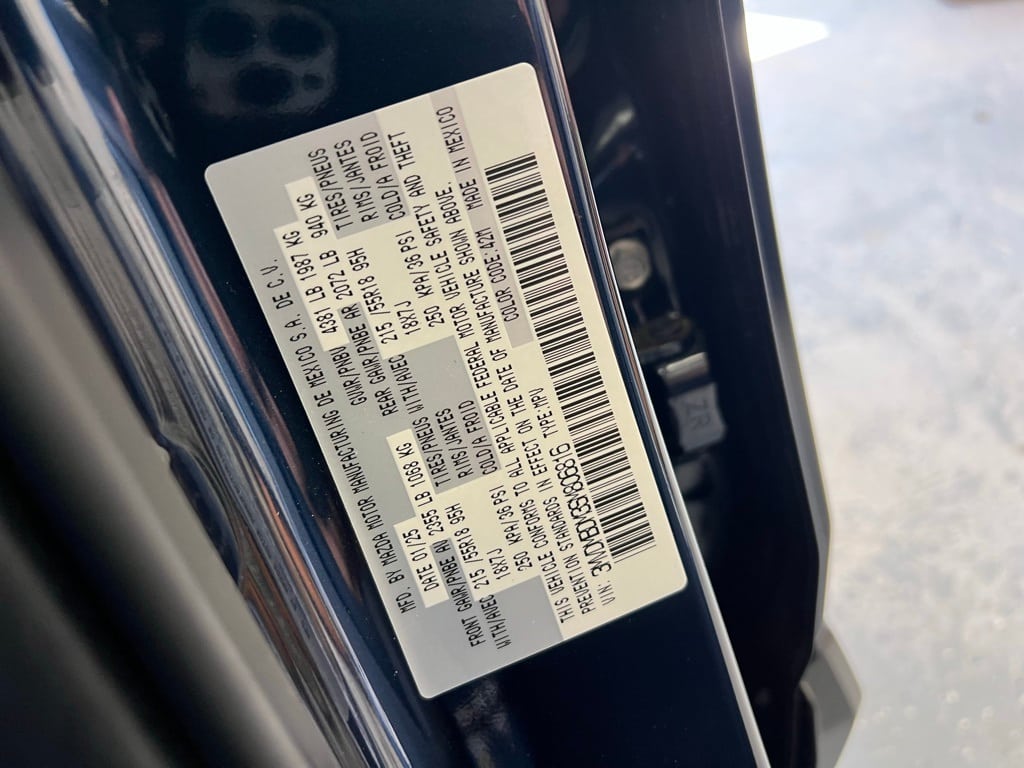 MFD BY MAZDA MOTOR MANUFACTURING DE MEXICO S.A. DE C.V.
DATE 01/25 GVWR/PNBV 4381 LB 1987 KG
FRONT GAWR/PNBE AV 2355 LB 1068 KG REAR GAWR/PNBE AR 2072 LB 940 KG
WITH/AVEC 215 /55R18 95H TIRES/PNEUS WITH/AVEC 215 /55R18 95H TIRES/PNEUS
18X7J RIMS/JANTES 18X7J RIMS/JANTES
250 KPA/36 PSI COLD/A FROID 250 KPA/36 PSI COLD/A FROID
THIS VEHICLE CONFORMS TO ALL APPLICABLE FEDERAL MOTOR VEHICLE SAFETY AND THEFT
PREVENTION STANDARDS IN EFFECT ON THE DATE OF MANUFACTURE SHOWN ABOVE.
VIN: TYPE:MPV COLOR CODE:42M MADE IN MEXICO
ZR